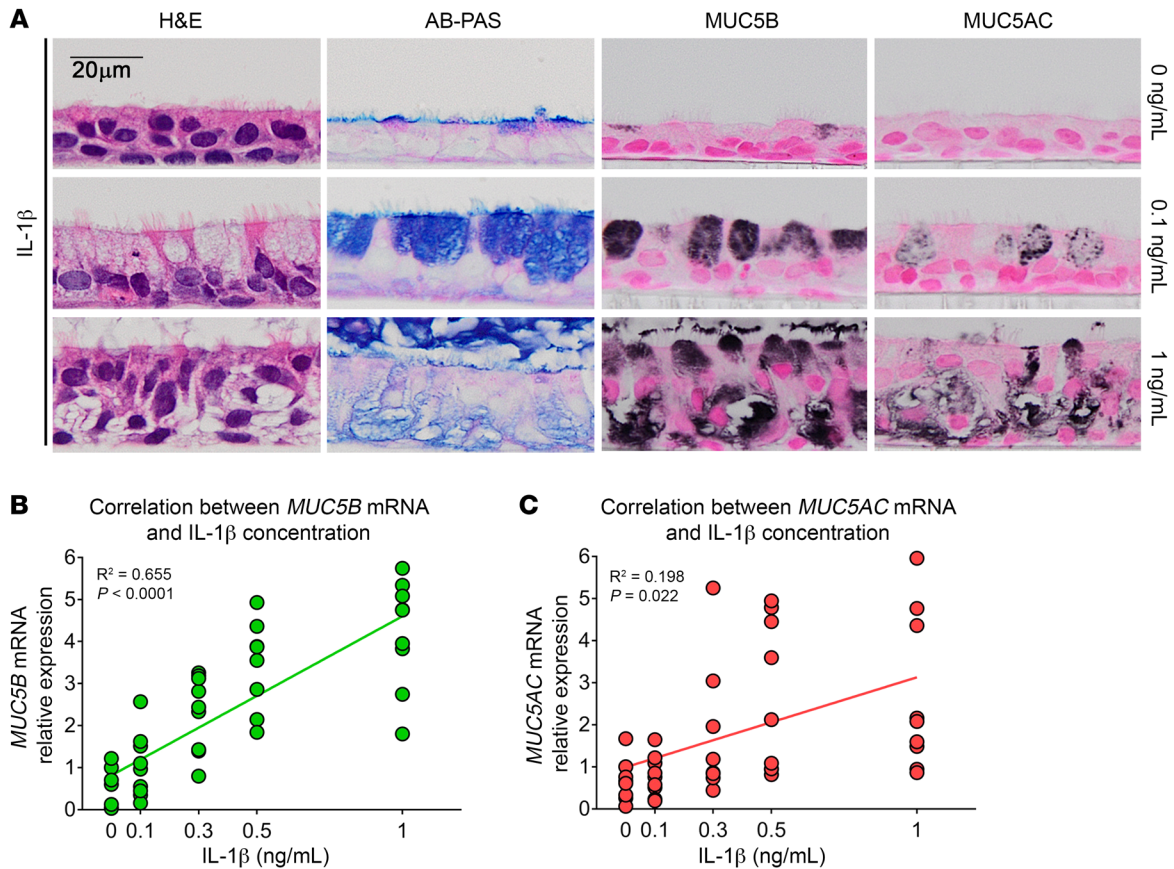 A
H&E
AB-PAS
MUC5B
MUC5AC
20μm
IL-1β
0 ng/mL
0.1 ng/mL
1 ng/mL
B
Correlation between MUC5B mRNA
and IL-1β concentration
R² = 0.655
P < 0.0001
MUC5B mRNA
relative expression
6
5
4
3
2
1
0
0 0.1 0.3 0.5 1
IL-1β (ng/mL)
C
Correlation between MUC5AC mRNA
and IL-1β concentration
R² = 0.198
P = 0.022
MUC5AC mRNA
relative expression
6
5
4
3
2
1
0
0 0.1 0.3 0.5 1
IL-1β (ng/mL)